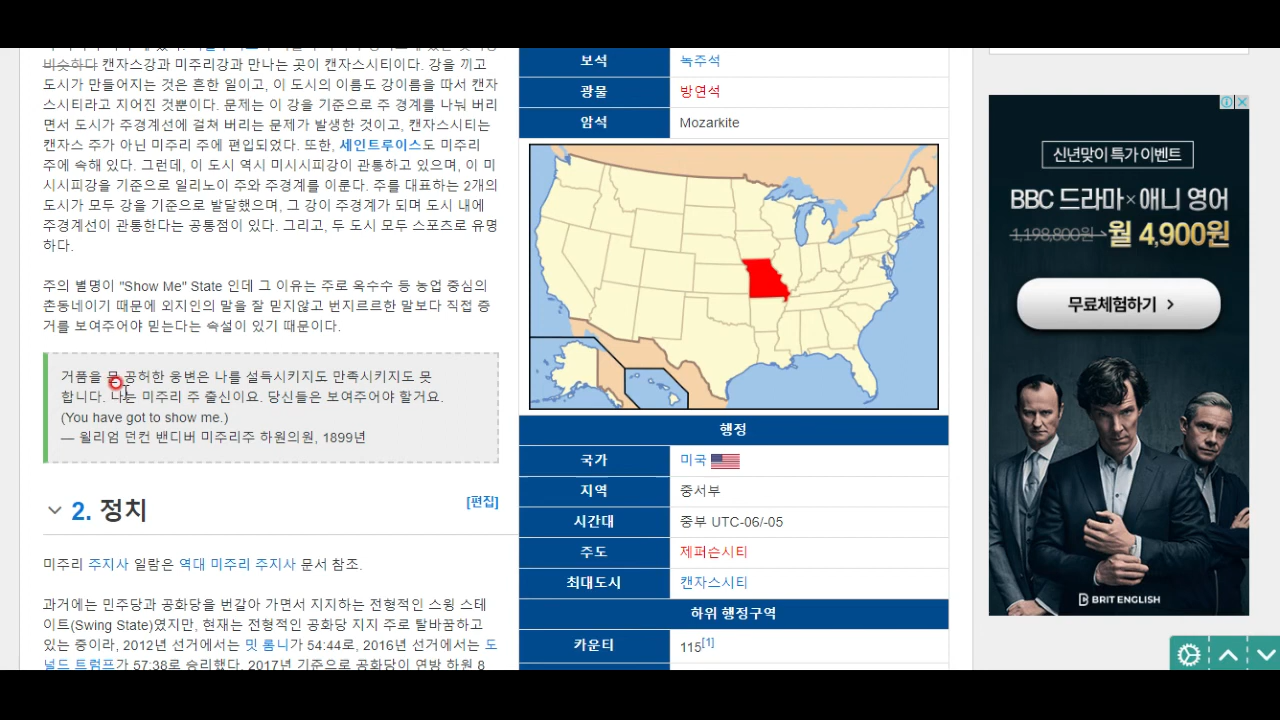 비슷하다 캔자스강과 미주리강과 만나는 곳이 캔자스시티이다. 강을 끼고
도시가 만들어지는 것은 흔한 일이고, 이 도시의 이름도 강이름을 따서 캔자
스시티라고 지어진 것뿐이다. 문제는 이 강을 기준으로 주 경계를 나눠 버리
면서 도시가 주경계선에 걸쳐 버리는 문제가 발생한 것이고, 캔자스시티는
캔자스 주가 아닌 미주리 주에 편입되었다. 또한, 세인트루이스도 미주리
주에 속해 있다. 그런데, 이 도시 역시 미시시피강이 관통하고 있으며, 이 미
시시피강을 기준으로 일리노이 주와 주경계를 이룬다. 주를 대표하는 2개의
도시가 모두 강을 기준으로 발달했으며, 그 강이 주경계가 되며 도시 내에
주경계선이 관통한다는 공통점이 있다. 그리고, 두 도시 모두 스포츠로 유명
하다.
주의 별명이 "Show Me" State 인데 그 이유는 주로 옥수수 등 농업 중심의
촌동네이기 때문에 외지인의 말을 잘 믿지않고 번지르르한 말보다 직접 증
거를 보여주어야 믿는다는 속설이 있기 때문이다.
거품을 문 공허한 웅변은 나를 설득시키지도 만족시키지도 못
합니다. 나는 미주리 주 출신이요. 당신들은 보여주어야 할거요.
(You have got to show me.)
— 윌리엄 던컨 밴디버 미주리주 하원의원, 1899년
2. 정치
[편집]
미주리 주지사 일람은 역대 미주리 주지사 문서 참조.
과거에는 민주당과 공화당을 번갈아 가면서 지지하는 전형적인 스윙 스테
이트(Swing State)였지만, 현재는 전형적인 공화당 지지 주로 탈바꿈하고
있는 중이라, 2012년 선거에서는 밋 롬니가 54:44로, 2016년 선거에서는 도
널드 트럼프가 57:38로 승리했다. 2017년 기준으로 공화당이 연방 하원 8
보석 녹주석
광물 방연석
암석 Mozarkite
행정
국가 미국
지역 중서부
시간대 중부 UTC-06/-05
주도 제퍼슨시티
최대도시 캔자스시티
하위 행정구역
카운티 115[1]
신년맞이 특가 이벤트
BBC 드라마×애니 영어
1,198,800원→월 4,900원
무료체험하기 >
BRIT ENGLISH